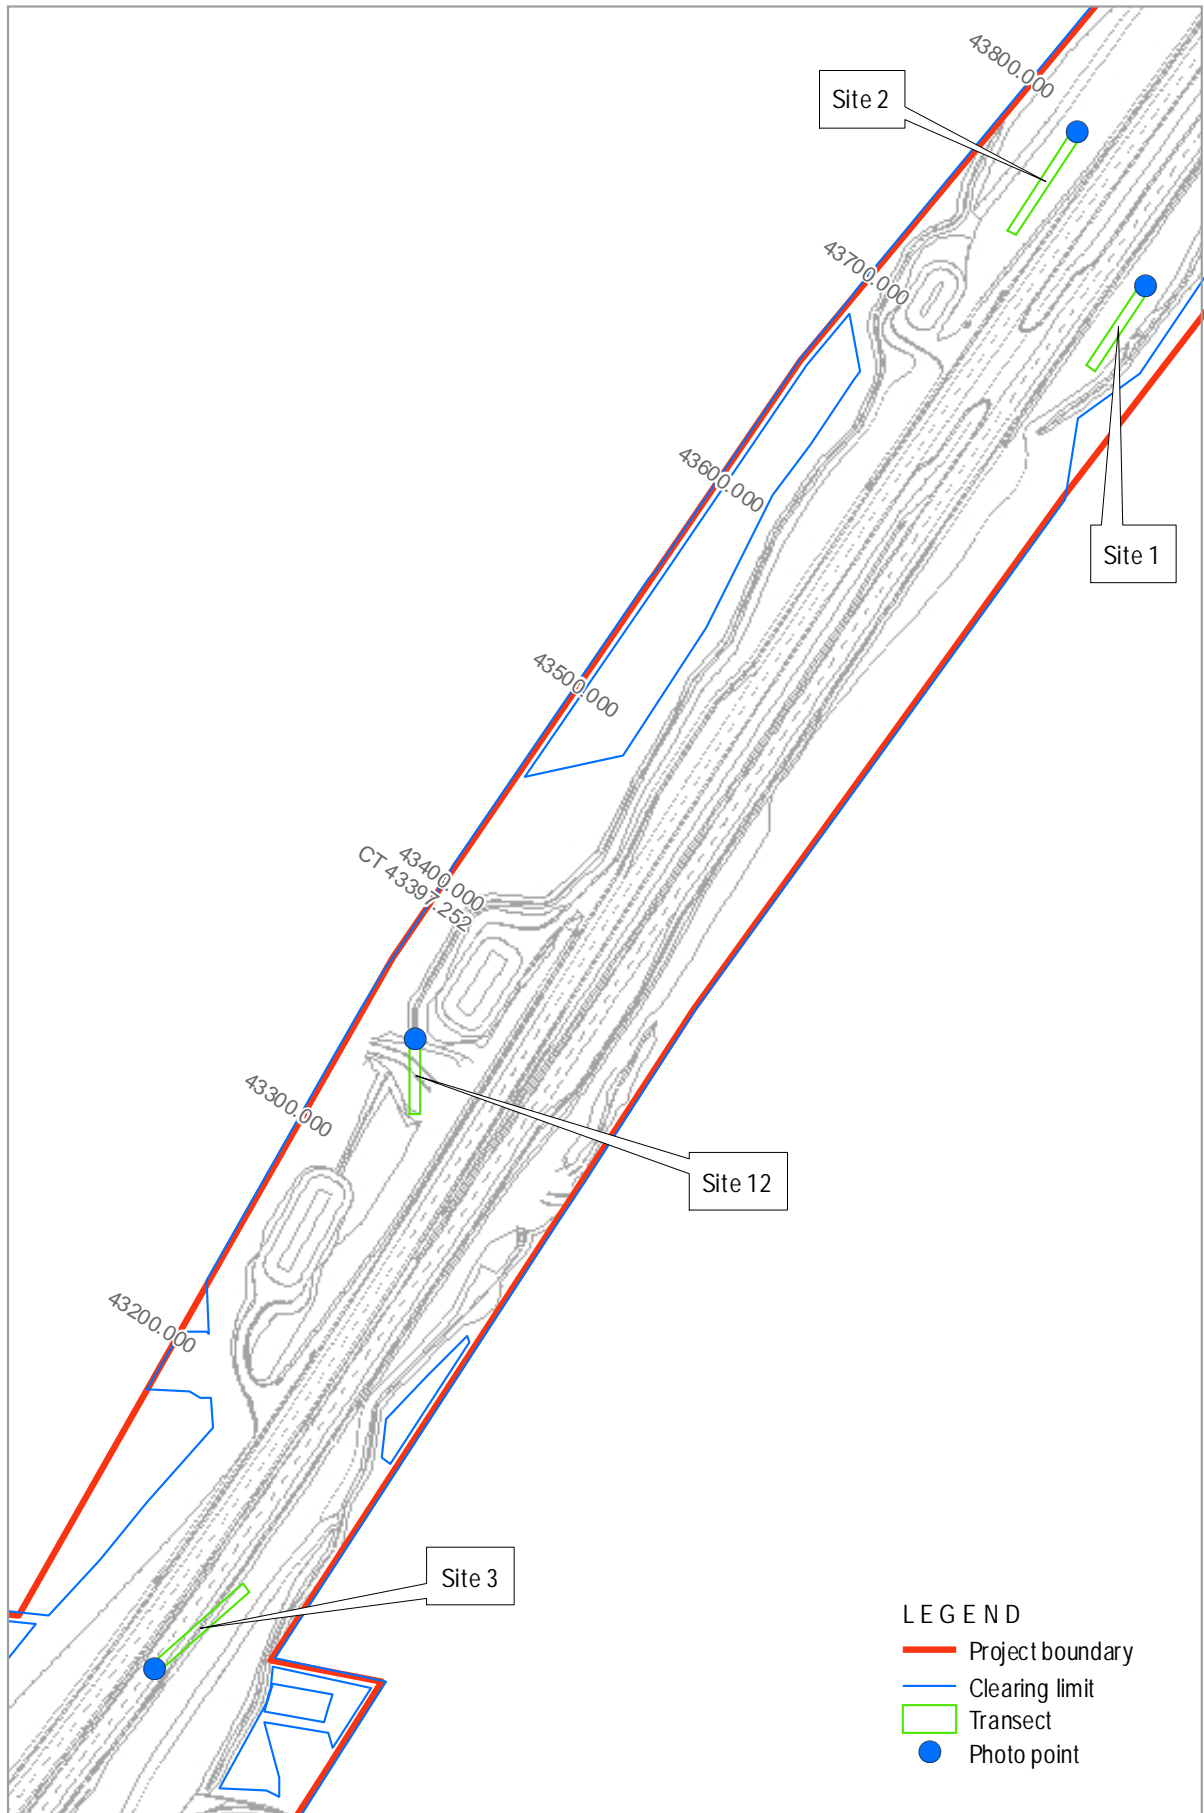 43800.000
Site 2
43700.000
43600.000
Site 1
43500.000
43400.000
CT 43397.252
43300.000
Site 12
43200.000
Site 3
LEGEND
Project boundary
Clearing limit
Transect
Photo point